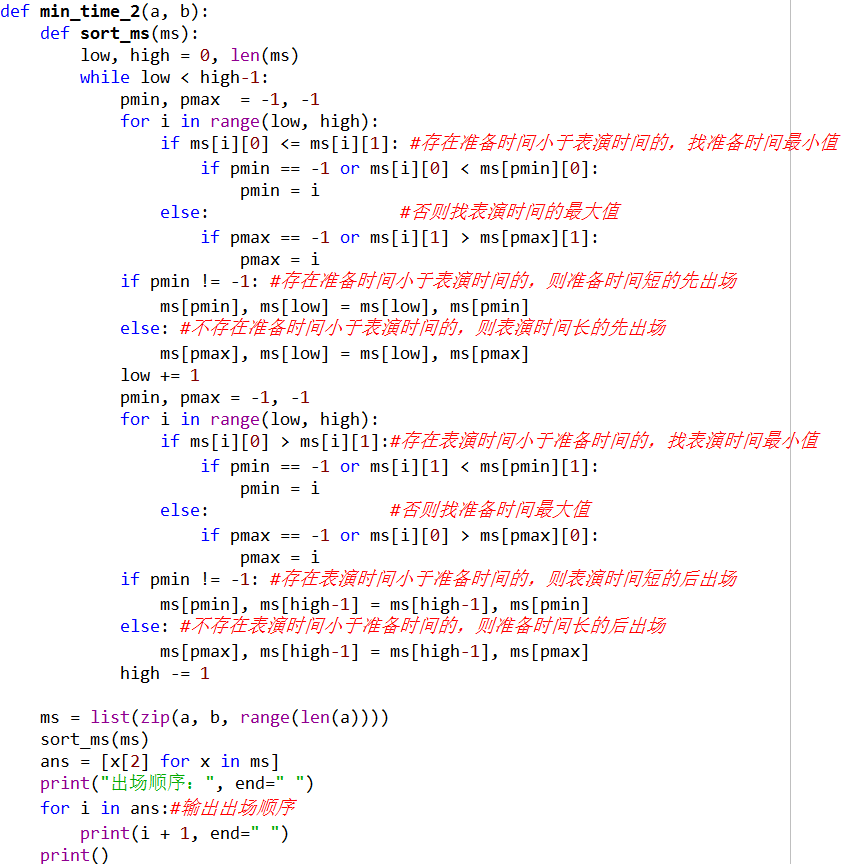 def min_time_2(a, b):
    def sort_ms(ms):
        low, high = 0, len(ms)
        while low < high-1:
            pmin, pmax  = -1, -1
            for i in range(low, high):
                if ms[i][0] <= ms[i][1]: #存在准备时间小于表演时间的，找准备时间最小值
                    if pmin == -1 or ms[i][0] < ms[pmin][0]:
                        pmin = i
                else:                   #否则找表演时间的最大值
                    if pmax == -1 or ms[i][1] > ms[pmax][1]:
                        pmax = i
            if pmin != -1: #存在准备时间小于表演时间的，则准备时间短的先出场
                ms[pmin], ms[low] = ms[low], ms[pmin]
            else: #不存在准备时间小于表演时间的，则表演时间长的先出场
                ms[pmax], ms[low] = ms[low], ms[pmax]
            low += 1
            pmin, pmax = -1, -1
            for i in range(low, high):
                if ms[i][0] > ms[i][1]:#存在表演时间小于准备时间的，找表演时间最小值
                    if pmin == -1 or ms[i][1] < ms[pmin][1]:
                        pmin = i
                else:                  #否则找准备时间最大值
                    if pmax == -1 or ms[i][0] > ms[pmax][0]:
                        pmax = i
            if pmin != -1: #存在表演时间小于准备时间的，则表演时间短的后出场
                ms[pmin], ms[high-1] = ms[high-1], ms[pmin]
            else: #不存在表演时间小于准备时间的，则准备时间长的后出场
                ms[pmax], ms[high-1] = ms[high-1], ms[pmax]
            high -= 1

    ms = list(zip(a, b, range(len(a))))
    sort_ms(ms)
    ans = [x[2] for x in ms]
    print("出场顺序：", end=" ")
    for i in ans:#输出出场顺序
        print(i + 1, end=" ")
    print()